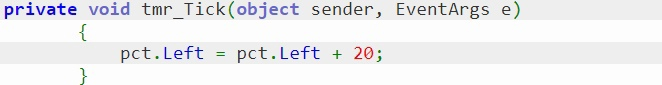 private void tmr_Tick(object sender, EventArgs e)
{
pct.Left = pct.Left + 20;
}